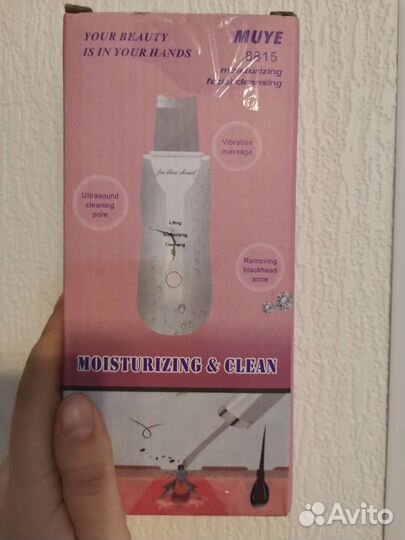 YOUR BEAUTY
IS IN YOUR HANDS
MUYE
8815
moisturizing
facial cleansing
Vibration
massage
Ultrasound
cleaning
pore
Lifting
Moisturizing
Cleansing
Removing
blackhead
acne
MOISTURIZING & CLEAN
Avito